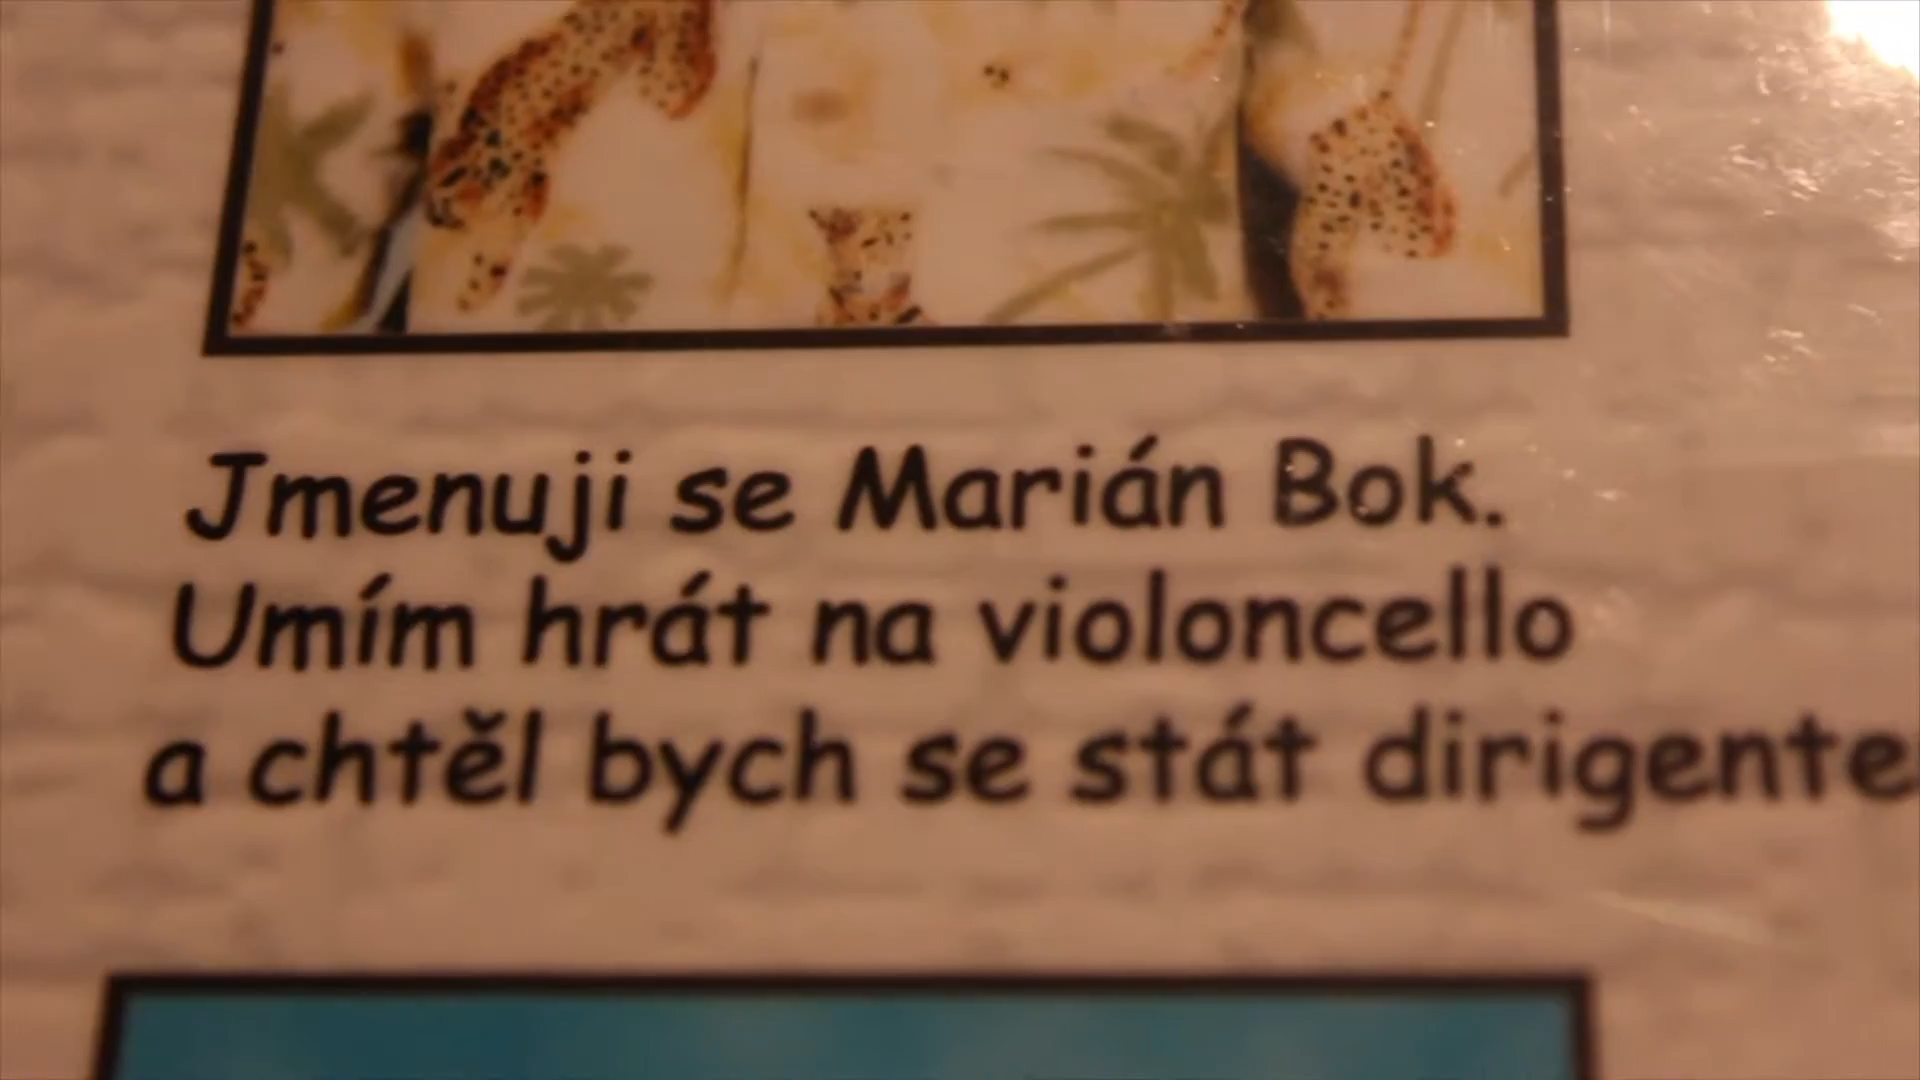 Jmenuji se Marián Bok.
Umím hrát na violoncello
a chtěl bych se stát dirigente